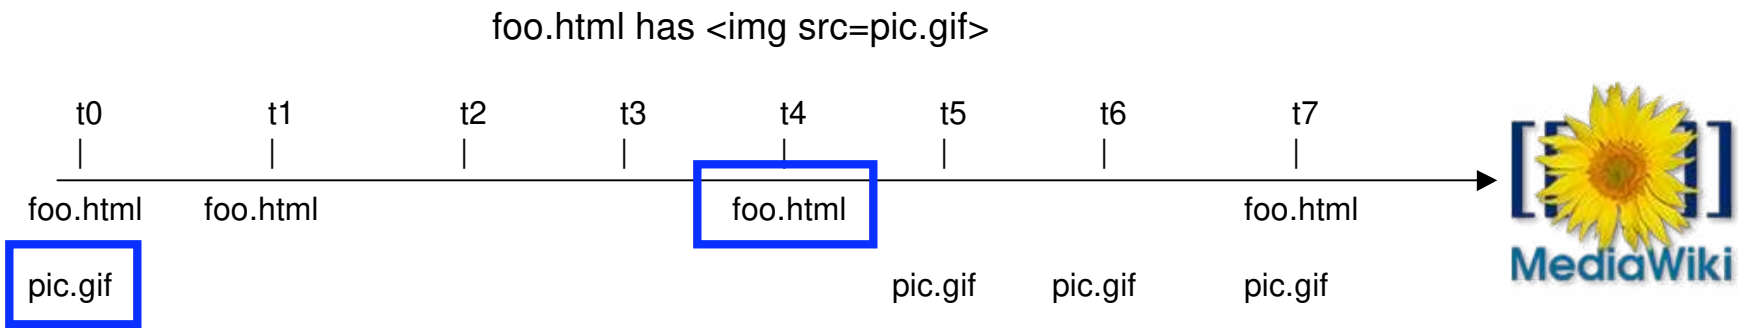 foo.html has <img src=pic.gif>
t0 t1 t2 t3 t4 t5 t6 t7
foo.html foo.html foo.html foo.html
pic.gif pic.gif pic.gif pic.gif
[[ ]]
MediaWiki